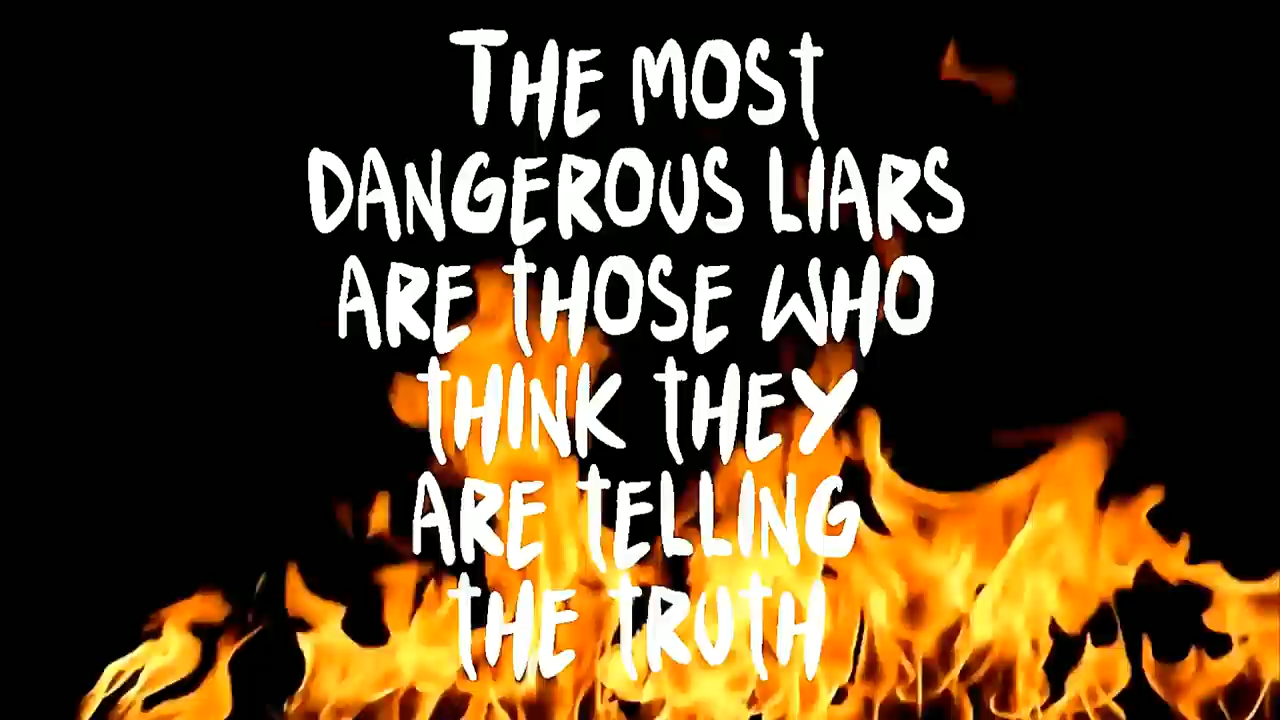 THE MOST
DANGEROUS LIARS
ARE THOSE WHO
THINK THEY
ARE TELLING
THE TRUTH